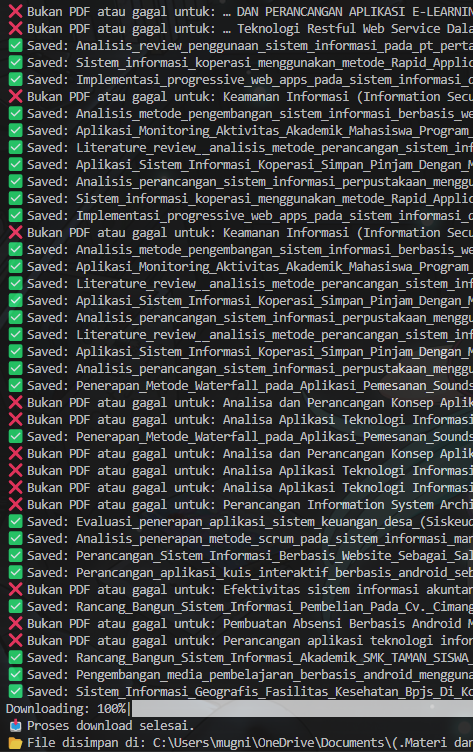 ❌ Bukan PDF atau gagal untuk: … DAN PERANCANGAN APLIKASI E-LEARNIN
❌ Bukan PDF atau gagal untuk: … Teknologi Restful Web Service Dala
✅ Saved: Analisis_review_penggunaan_sistem_informasi_pada_pt_perta
✅ Saved: Sistem_informasi_koperasi_menggunakan_metode_Rapid_Applic
✅ Saved: Implementasi_progressive_web_apps_pada_sistem_informasi_d
❌ Bukan PDF atau gagal untuk: Keamanan Informasi (Information Secu
✅ Saved: Analisis_metode_pengembangan_sistem_informasi_berbasis_we
✅ Saved: Aplikasi_Monitoring_Aktivitas_Akademik_Mahasiswa_Program_
✅ Saved: Literature_review__analisis_metode_perancangan_sistem_inf
✅ Saved: Aplikasi_Sistem_Informasi_Koperasi_Simpan_Pinjam_Dengan_M
✅ Saved: Analisis_perancangan_sistem_informasi_perpustakaan_menggu
✅ Saved: Sistem_informasi_koperasi_menggunakan_metode_Rapid_Applic
✅ Saved: Implementasi_progressive_web_apps_pada_sistem_informasi_d
❌ Bukan PDF atau gagal untuk: Keamanan Informasi (Information Secu
✅ Saved: Analisis_metode_pengembangan_sistem_informasi_berbasis_we
✅ Saved: Aplikasi_Monitoring_Aktivitas_Akademik_Mahasiswa_Program_
✅ Saved: Literature_review__analisis_metode_perancangan_sistem_inf
✅ Saved: Aplikasi_Sistem_Informasi_Koperasi_Simpan_Pinjam_Dengan_M
✅ Saved: Analisis_perancangan_sistem_informasi_perpustakaan_menggu
✅ Saved: Literature_review__analisis_metode_perancangan_sistem_inf
✅ Saved: Aplikasi_Sistem_Informasi_Koperasi_Simpan_Pinjam_Dengan_M
✅ Saved: Analisis_perancangan_sistem_informasi_perpustakaan_menggu
✅ Saved: Penerapan_Metode_Waterfall_pada_Aplikasi_Pemesanan_Sounds
❌ Bukan PDF atau gagal untuk: Analisa dan Perancangan Konsep Aplik
❌ Bukan PDF atau gagal untuk: Analisa Aplikasi Teknologi Informasi
✅ Saved: Penerapan_Metode_Waterfall_pada_Aplikasi_Pemesanan_Sounds
❌ Bukan PDF atau gagal untuk: Analisa dan Perancangan Konsep Aplik
❌ Bukan PDF atau gagal untuk: Analisa Aplikasi Teknologi Informasi
❌ Bukan PDF atau gagal untuk: Analisa Aplikasi Teknologi Informasi
❌ Bukan PDF atau gagal untuk: Perancangan Information System Archi
✅ Saved: Evaluasi_penerapan_aplikasi_sistem_keuangan_desa_(Siskeud
✅ Saved: Analisis_penerapan_metode_scrum_pada_sistem_informasi_man
✅ Saved: Perancangan_Sistem_Informasi_Berbasis_Website_Sebagai_Sal
✅ Saved: Perancangan_aplikasi_kuis_interaktif_berbasis_android_seb
❌ Bukan PDF atau gagal untuk: Efektivitas sistem informasi akuntan
✅ Saved: Rancang_Bangun_Sistem_Informasi_Pembelian_Pada_Cv._Cimang
❌ Bukan PDF atau gagal untuk: Pembuatan Absensi Berbasis Android M
❌ Bukan PDF atau gagal untuk: Perancangan aplikasi teknologi infor
✅ Saved: Rancang_Bangun_Sistem_Informasi_Akademik_SMK_TAMAN_SISWA_
✅ Saved: Pengembangan_media_pembelajaran_berbasis_android_mengguna
✅ Saved: Sistem_Informasi_Geografis_Fasilitas_Kesehatan_Bpjs_Di_Ko
Downloading: 100%|
📥 Proses download selesai.
📂 File disimpan di: C:\Users\mugni\OneDrive\Documents\(.Materi dar